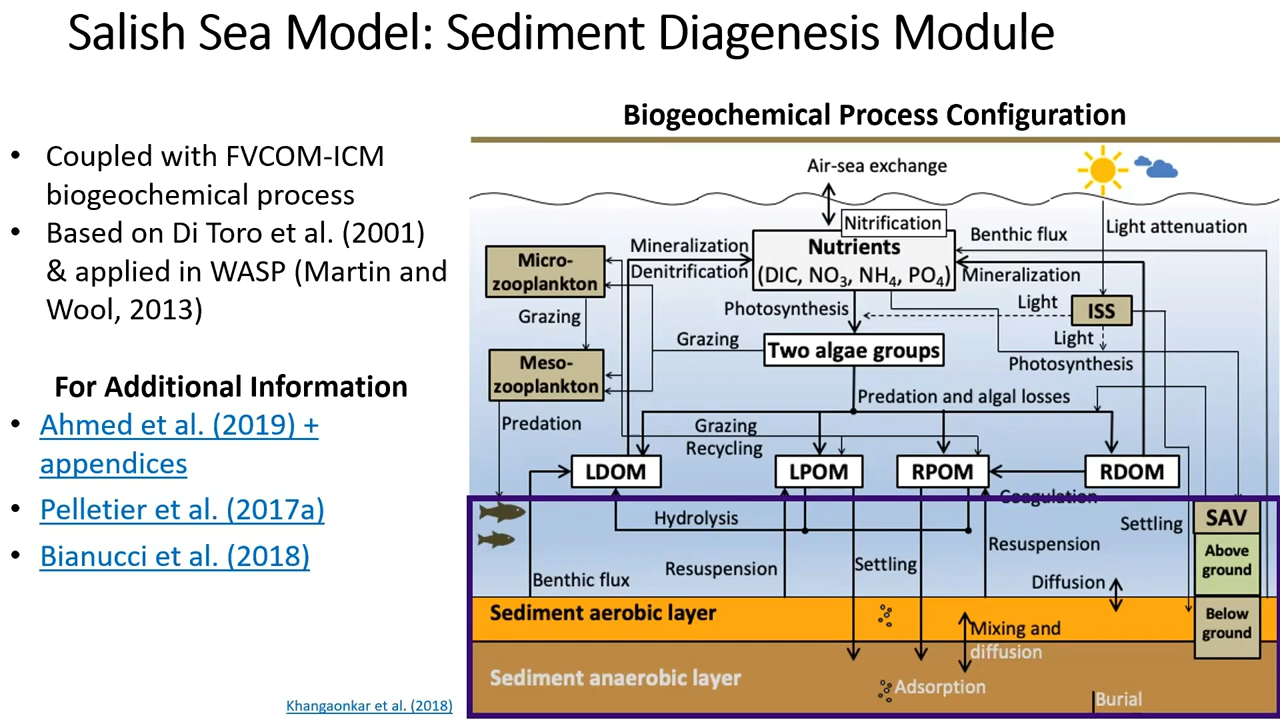 Salish Sea Model: Sediment Diagenesis Module
• Coupled with FVCOM-ICM
biogeochemical process
• Based on Di Toro et al. (2001)
& applied in WASP (Martin and
Wool, 2013)
For Additional Information
• Ahmed et al. (2019) +
appendices
• Pelletier et al. (2017a)
• Bianucci et al. (2018)
Khangaonkar et al. (2018)
Biogeochemical Process Configuration
Air-sea exchange
Nitrification
Nutrients
(DIC, NO₃, NH₄, PO₄)
Mineralization
Denitrification
Benthic flux
Mineralization
Light attenuation
Micro-
zooplankton
Photosynthesis
Light
ISS
Grazing
Grazing
Two algae groups
Light
Photosynthesis
Meso-
zooplankton
Predation and algal losses
Predation
Grazing
Recycling
LDOM
LPOM
RPOM
RDOM
Coagulation
Hydrolysis
Settling
SAV
Resuspension
Above
ground
Benthic flux
Resuspension
Settling
Diffusion
Sediment aerobic layer
Below
ground
Mixing and
diffusion
Sediment anaerobic layer
Adsorption
Burial